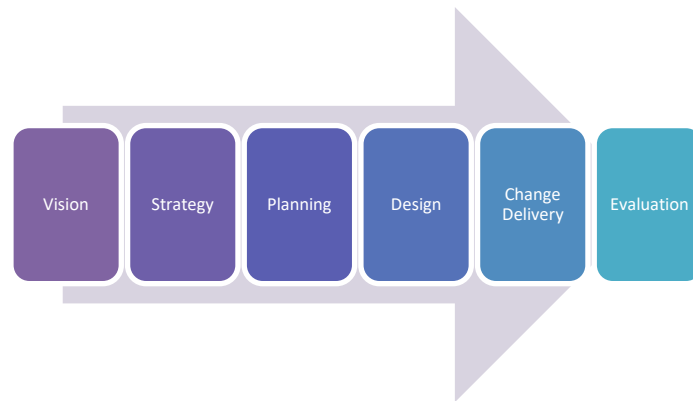 Vision
Strategy
Planning
Design
Change
Delivery
Evaluation